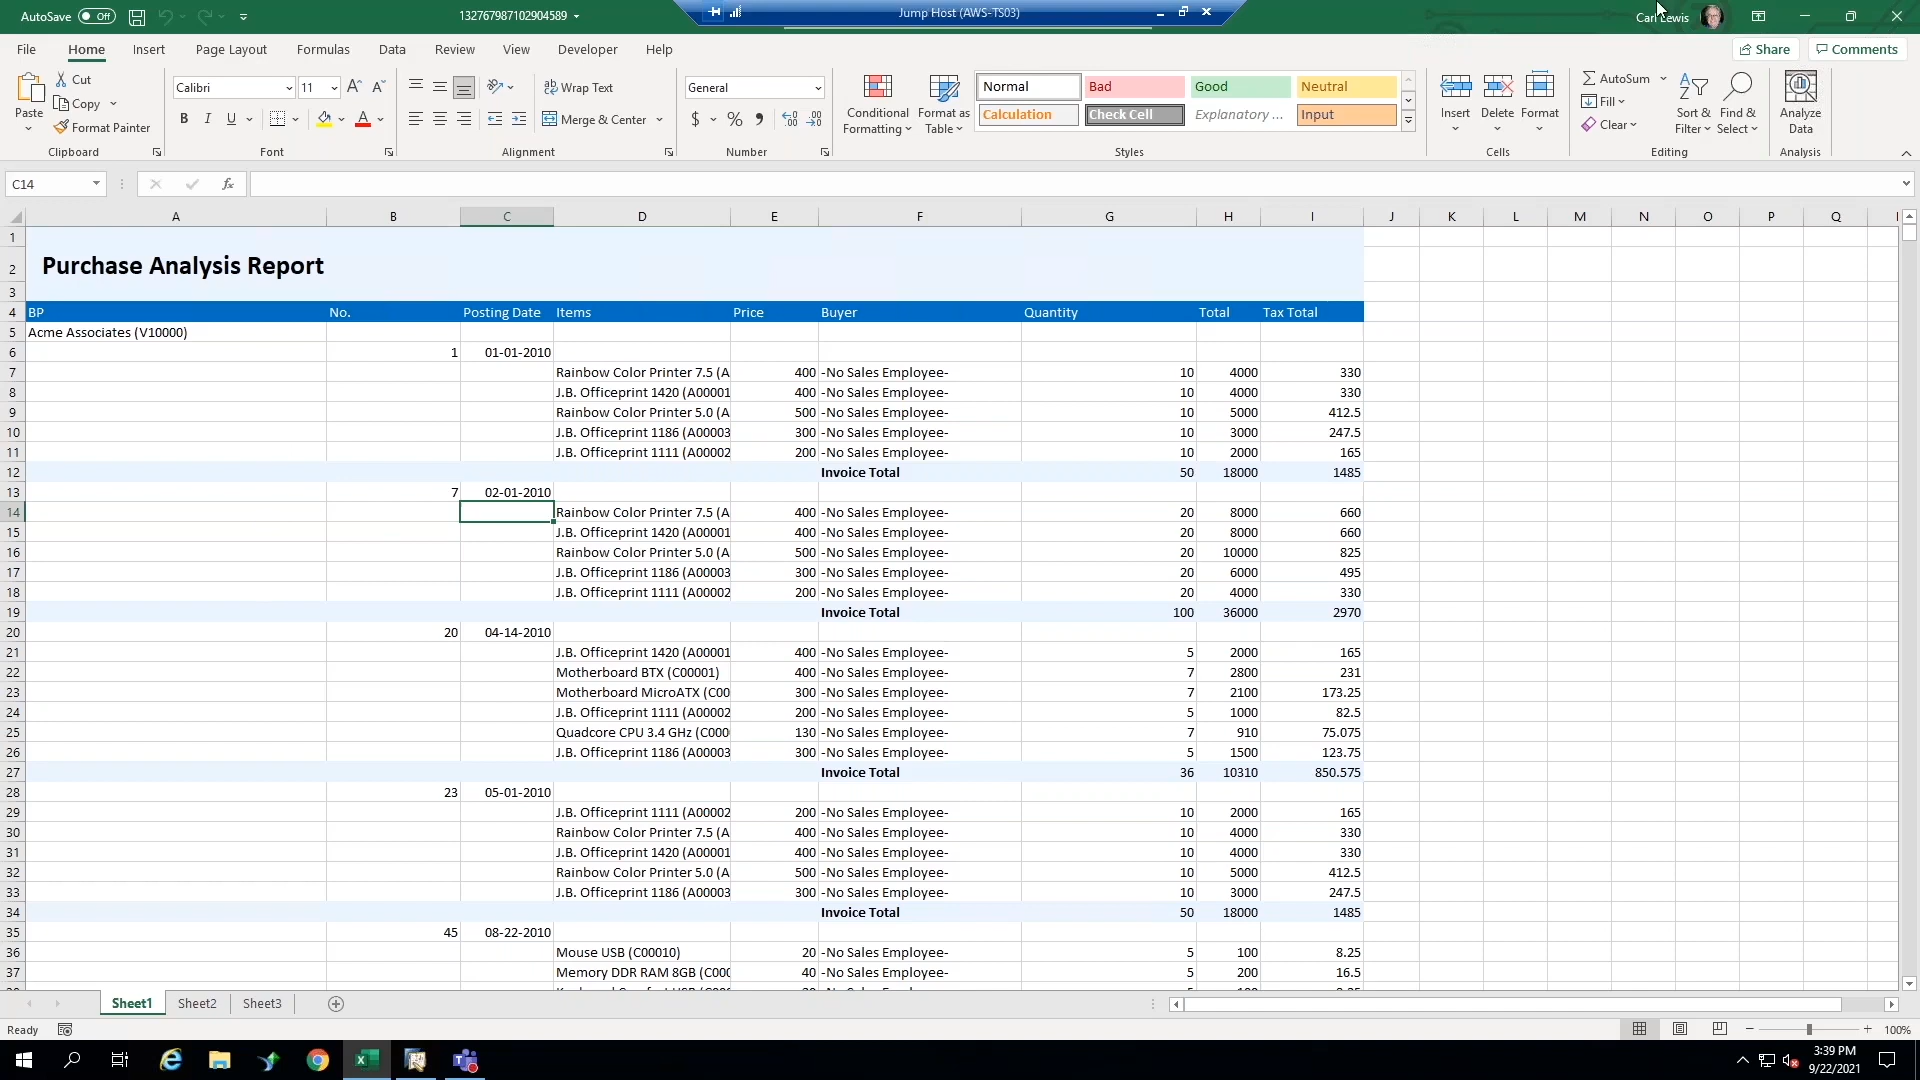 AutoSave Off 132767987102904589 Jump Host (AWS-TS03) Carl Lewis
File Home Insert Page Layout Formulas Data Review View Developer Help Share Comments
Paste Cut Copy Format Painter Clipboard
Calibri 11 B I U Font
Wrap Text Merge & Center Alignment
General $ % Number
Conditional Formatting Format as Table Normal Bad Good Neutral Calculation Check Cell Explanatory ... Input Styles
Insert Delete Format Cells
AutoSum Fill Clear Sort & Filter Find & Select Editing
Analyze Data Analysis
C14 fx
A B C D E F G H I J K L M N O P Q
1
2 Purchase Analysis Report
3
4 BP No. Posting Date Items Price Buyer Quantity Total Tax Total
5 Acme Associates (V10000)
6 1 01-01-2010
7 Rainbow Color Printer 7.5 (A 400 -No Sales Employee- 10 4000 330
8 J.B. Officeprint 1420 (A00001 400 -No Sales Employee- 10 4000 330
9 Rainbow Color Printer 5.0 (A 500 -No Sales Employee- 10 5000 412.5
10 J.B. Officeprint 1186 (A00003 300 -No Sales Employee- 10 3000 247.5
11 J.B. Officeprint 1111 (A00002 200 -No Sales Employee- 10 2000 165
12 Invoice Total 50 18000 1485
13 7 02-01-2010
14 Rainbow Color Printer 7.5 (A 400 -No Sales Employee- 20 8000 660
15 J.B. Officeprint 1420 (A00001 400 -No Sales Employee- 20 8000 660
16 Rainbow Color Printer 5.0 (A 500 -No Sales Employee- 20 10000 825
17 J.B. Officeprint 1186 (A00003 300 -No Sales Employee- 20 6000 495
18 J.B. Officeprint 1111 (A00002 200 -No Sales Employee- 20 4000 330
19 Invoice Total 100 36000 2970
20 20 04-14-2010
21 J.B. Officeprint 1420 (A00001 400 -No Sales Employee- 5 2000 165
22 Motherboard BTX (C00001) 400 -No Sales Employee- 7 2800 231
23 Motherboard MicroATX (C00 300 -No Sales Employee- 7 2100 173.25
24 J.B. Officeprint 1111 (A00002 200 -No Sales Employee- 5 1000 82.5
25 Quadcore CPU 3.4 GHz (C000 130 -No Sales Employee- 7 910 75.075
26 J.B. Officeprint 1186 (A00003 300 -No Sales Employee- 5 1500 123.75
27 Invoice Total 36 10310 850.575
28 23 05-01-2010
29 J.B. Officeprint 1111 (A00002 200 -No Sales Employee- 10 2000 165
30 Rainbow Color Printer 7.5 (A 400 -No Sales Employee- 10 4000 330
31 J.B. Officeprint 1420 (A00001 400 -No Sales Employee- 10 4000 330
32 Rainbow Color Printer 5.0 (A 500 -No Sales Employee- 10 5000 412.5
33 J.B. Officeprint 1186 (A00003 300 -No Sales Employee- 10 3000 247.5
34 Invoice Total 50 18000 1485
35 45 08-22-2010
36 Mouse USB (C00010) 20 -No Sales Employee- 5 100 8.25
37 Memory DDR RAM 8GB (C000 40 -No Sales Employee- 5 200 16.5
Sheet1 Sheet2 Sheet3
Ready 100%
3:39 PM
9/22/2021